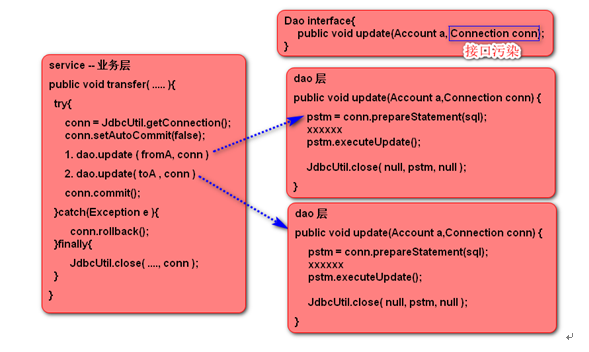 Dao interface{
public void update(Account a, Connection conn);
}
接口污染
service -- 业务层
public void transfer( ..... ){
try{
conn = JdbcUtil.getConnection();
conn.setAutoCommit(false);
1. dao.update ( fromA, conn )
2. dao.update( toA , conn )
conn.commit();
}catch(Exception e ){
conn.rollback();
}finally{
JdbcUtil.close( ...., conn );
}
}
dao 层
public void update(Account a,Connection conn) {
pstm = conn.prepareStatement(sql);
xxxxxx
pstm.executeUpdate();
JdbcUtil.close( null, pstm, null );
}
dao 层
public void update(Account a,Connection conn) {
pstm = conn.prepareStatement(sql);
xxxxxx
pstm.executeUpdate();
JdbcUtil.close( null, pstm, null );
}